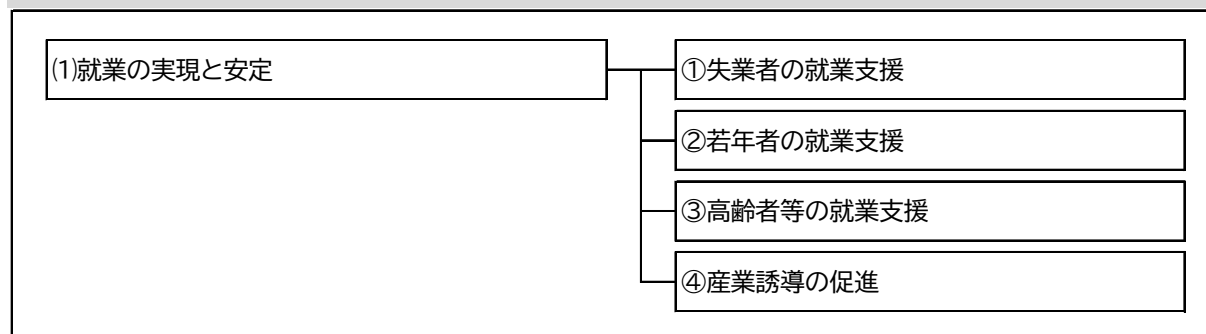 ⑴就業の実現と安定
①失業者の就業支援
②若年者の就業支援
③高齢者等の就業支援
④産業誘導の促進